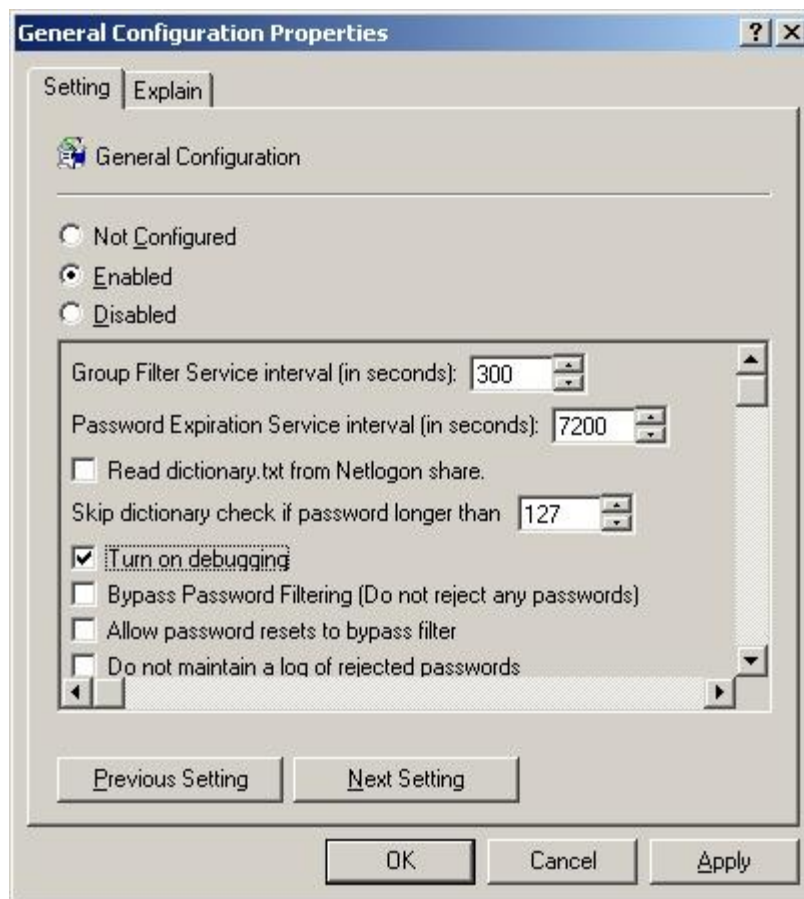 General Configuration Properties
Setting Explain
General Configuration
Not Configured
Enabled
Disabled
Group Filter Service interval (in seconds): 300
Password Expiration Service interval (in seconds): 7200
Read dictionary.txt from Netlogon share.
Skip dictionary check if password longer than 127
Turn on debugging
Bypass Password Filtering (Do not reject any passwords)
Allow password resets to bypass filter
Do not maintain a log of rejected passwords
Previous Setting Next Setting
OK Cancel Apply